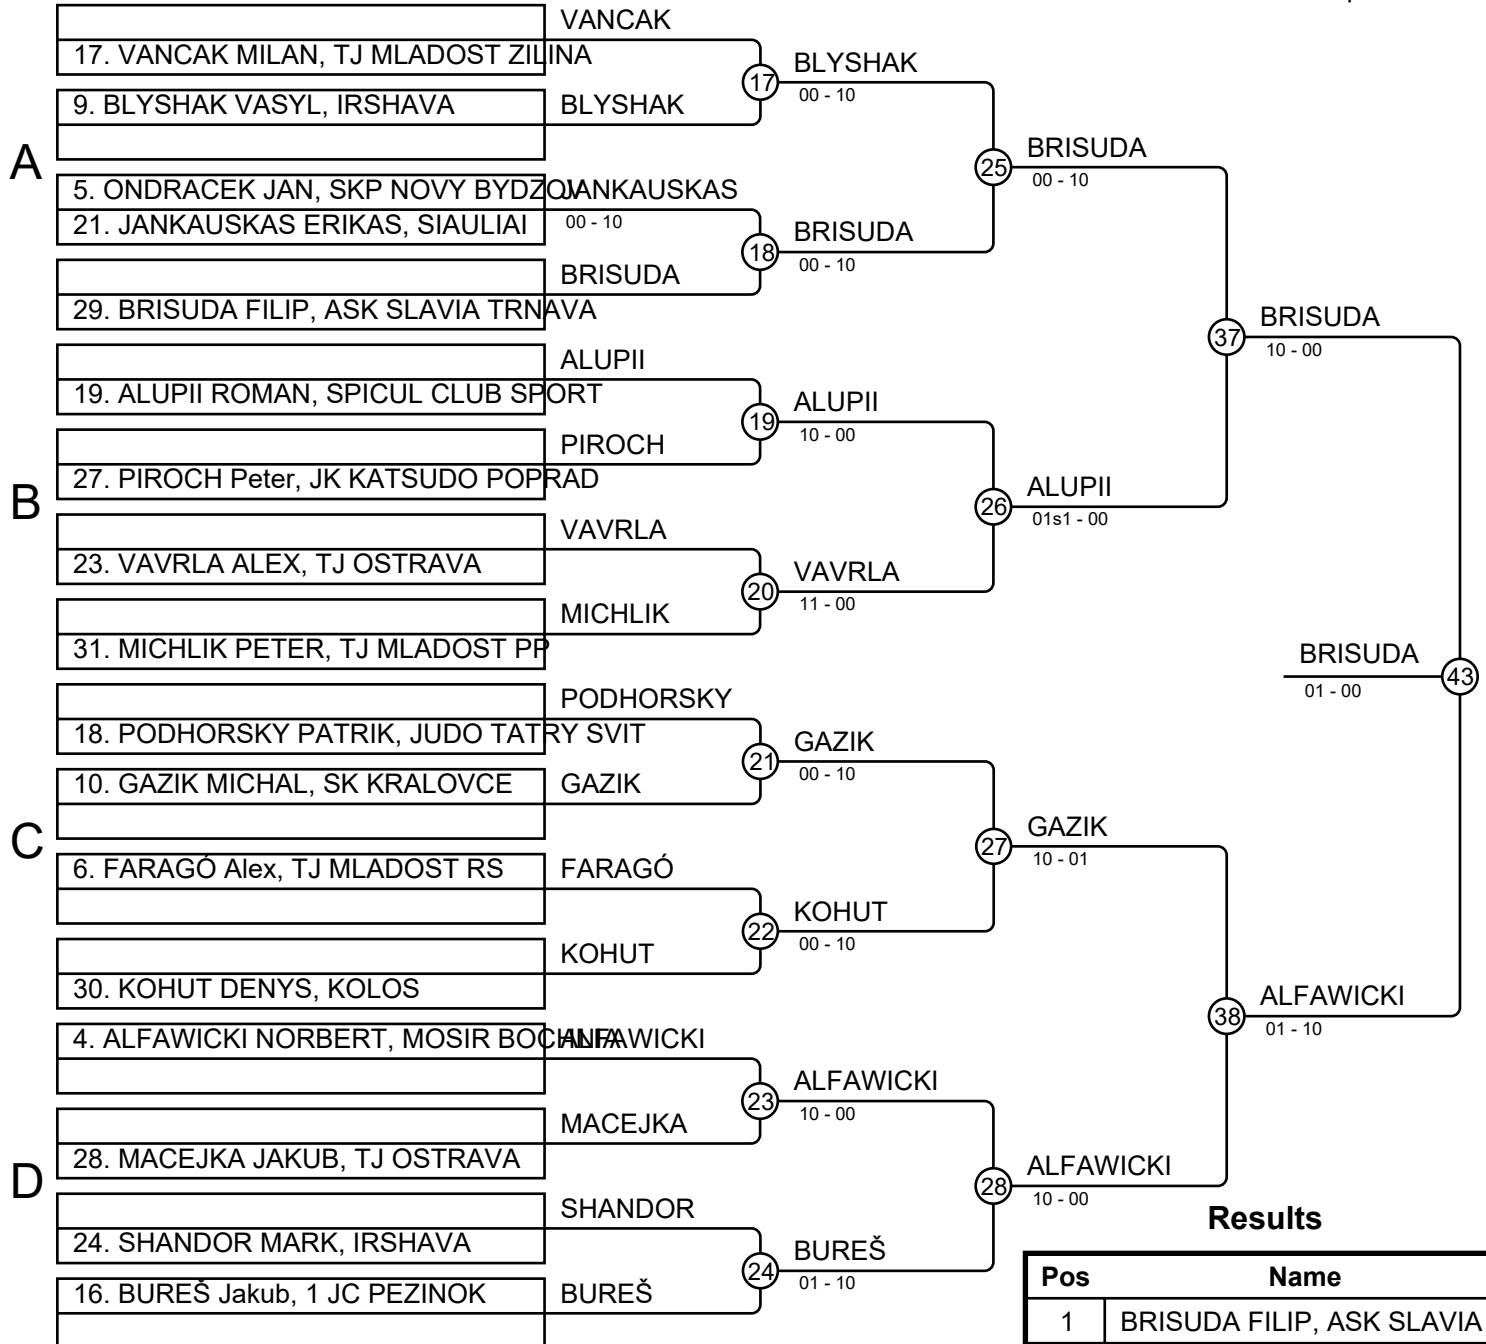 VANCAK
17. VANCAK MILAN, TJ MLADOST ZILINA
17
BLYSHAK
00 - 10
9. BLYSHAK VASYL, IRSHAVA
BLYSHAK
A
25
BRISUDA
00 - 10
5. ONDRACEK JAN, SKP NOVY BYDZOV
JANKAUSKAS
00 - 10
21. JANKAUSKAS ERIKAS, SIAULIAI
18
BRISUDA
00 - 10
BRISUDA
29. BRISUDA FILIP, ASK SLAVIA TRNAVA
37
BRISUDA
10 - 00
ALUPII
19. ALUPII ROMAN, SPICUL CLUB SPORT
19
ALUPII
10 - 00
PIROCH
27. PIROCH Peter, JK KATSUDO POPRAD
B
26
ALUPII
01s1 - 00
VAVRLA
23. VAVRLA ALEX, TJ OSTRAVA
20
VAVRLA
11 - 00
MICHLIK
31. MICHLIK PETER, TJ MLADOST PP
BRISUDA
43
01 - 00
PODHORSKY
18. PODHORSKY PATRIK, JUDO TATRY SVIT
21
GAZIK
00 - 10
10. GAZIK MICHAL, SK KRALOVCE
GAZIK
C
27
GAZIK
10 - 01
6. FARAGÓ Alex, TJ MLADOST RS
FARAGÓ
22
KOHUT
00 - 10
KOHUT
30. KOHUT DENYS, KOLOS
38
ALFAWICKI
01 - 10
4. ALFAWICKI NORBERT, MOSIR BOCHNIA
ALFAWICKI
23
ALFAWICKI
10 - 00
MACEJKA
28. MACEJKA JAKUB, TJ OSTRAVA
D
28
ALFAWICKI
10 - 00
SHANDOR
24. SHANDOR MARK, IRSHAVA
24
BUREŠ
01 - 10
16. BUREŠ Jakub, 1 JC PEZINOK
BUREŠ
Results
Pos Name
1 BRISUDA FILIP, ASK SLAVIA